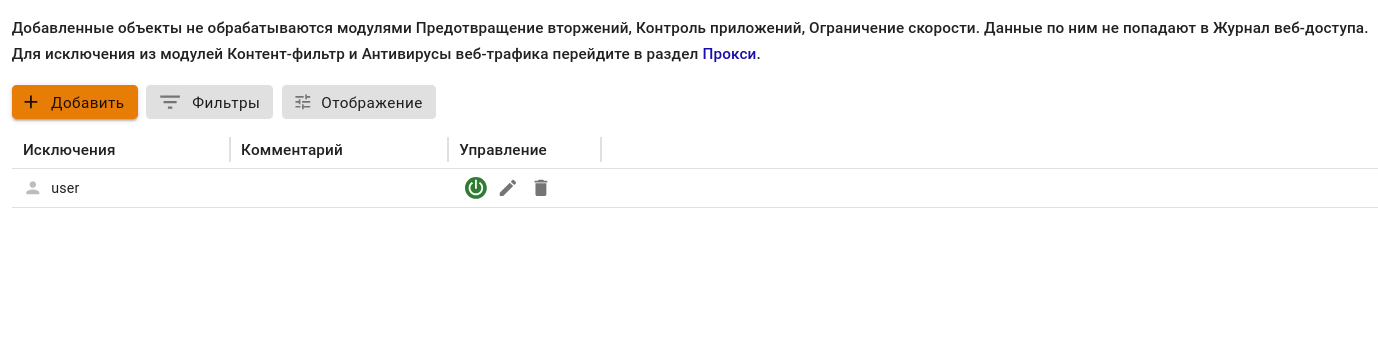 Добавленные объекты не обрабатываются модулями Предотвращение вторжений, Контроль приложений, Ограничение скорости. Данные по ним не попадают в Журнал веб-доступа.
Для исключения из модулей Контент-фильтр и Антивирусы веб-трафика перейдите в раздел Прокси.
Добавить Фильтры Отображение
Исключения Комментарий Управление
user